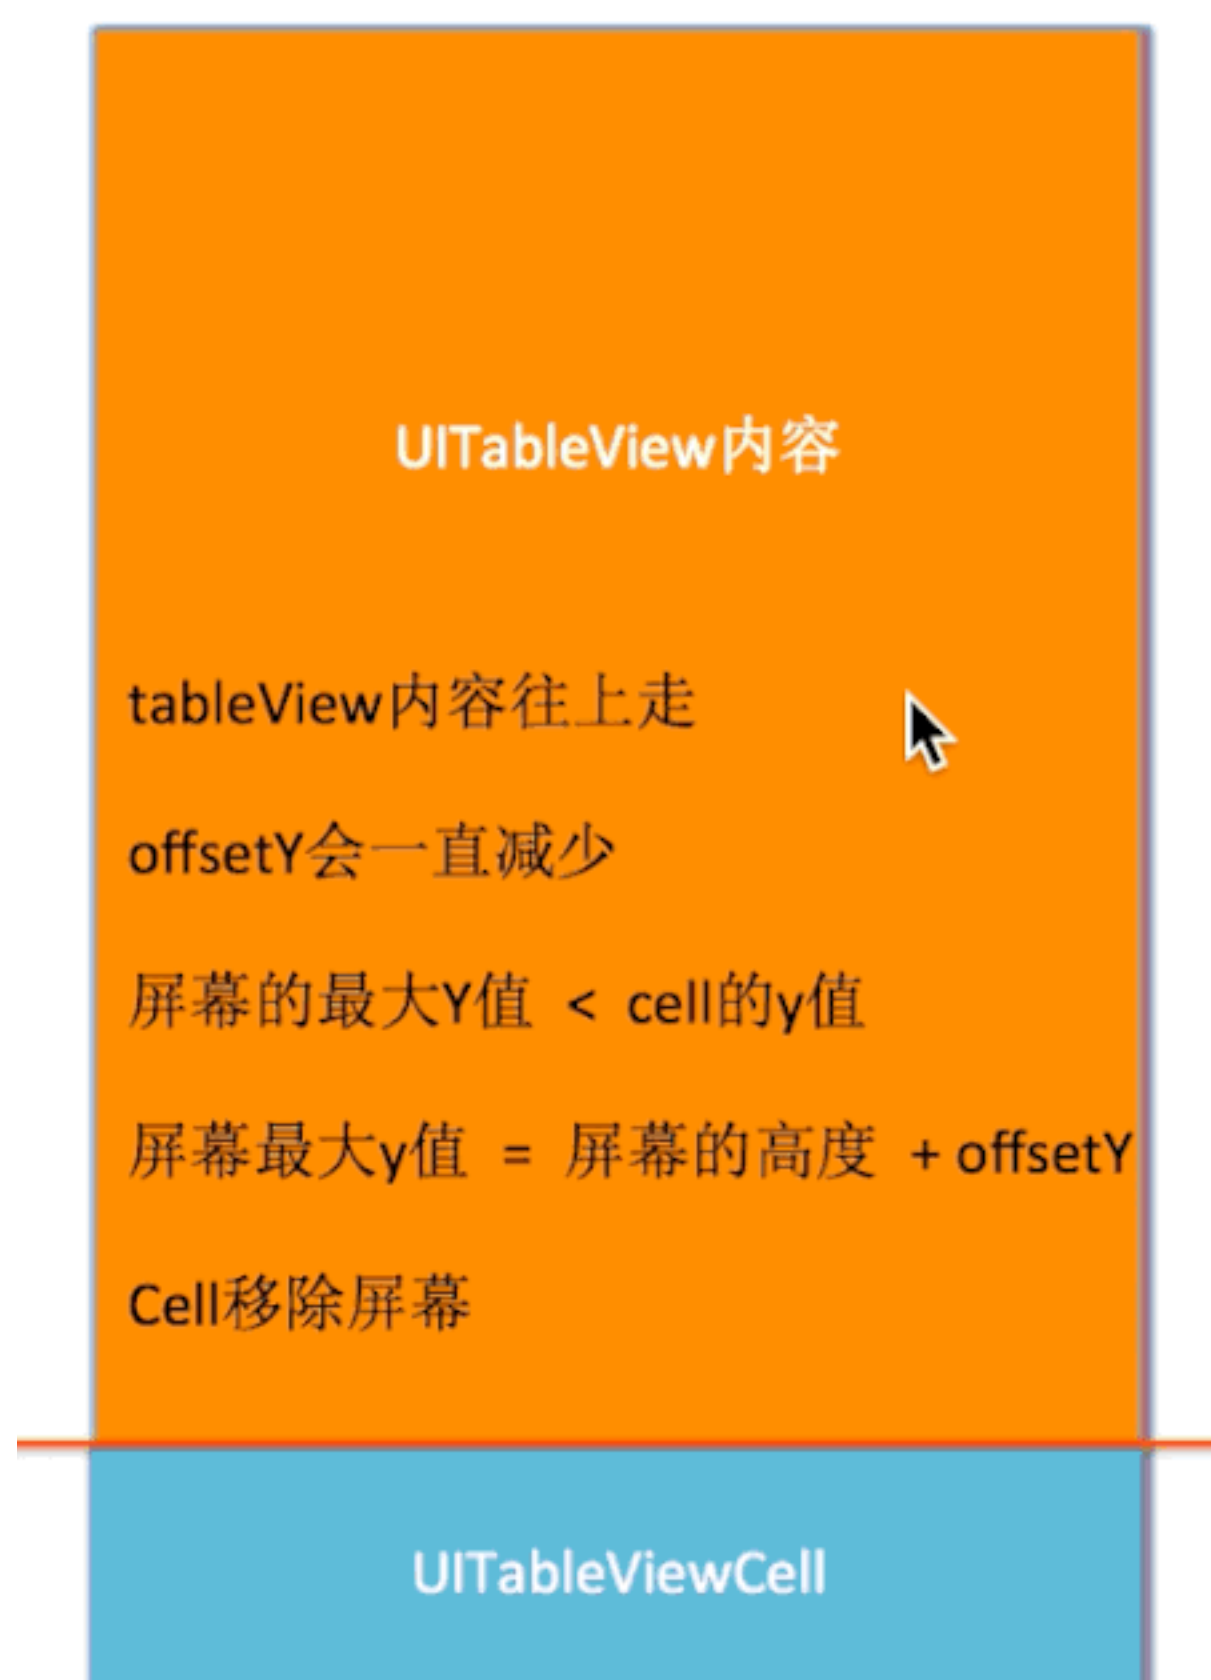 UITableView内容
tableView内容往上走
offsetY会一直减少
屏幕的最大Y值 < cell的y值
屏幕最大y值 = 屏幕的高度 + offsetY
Cell移除屏幕
UITableViewCell